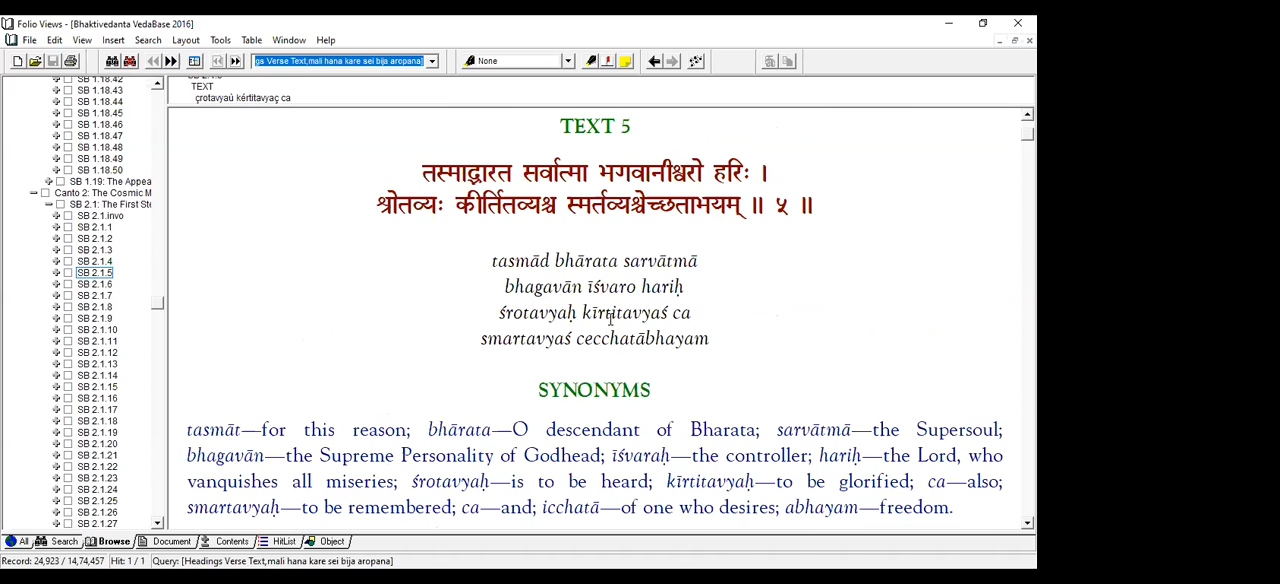 Folio Views - [Bhaktivedanta VedaBase 2016]
File Edit View Insert Search Layout Tools Table Window Help
gs Verse Text,mali hana kare sei bija aropana] None
SB 1.18.42
SB 1.18.43
SB 1.18.44
SB 1.18.45
SB 1.18.46
SB 1.18.47
SB 1.18.48
SB 1.18.49
SB 1.18.50
SB 1.19: The Appea
Canto 2: The Cosmic M
SB 2.1: The First Ste
SB 2.1.invo
SB 2.1.1
SB 2.1.2
SB 2.1.3
SB 2.1.4
SB 2.1.5
SB 2.1.6
SB 2.1.7
SB 2.1.8
SB 2.1.9
SB 2.1.10
SB 2.1.11
SB 2.1.12
SB 2.1.13
SB 2.1.14
SB 2.1.15
SB 2.1.16
SB 2.1.17
SB 2.1.18
SB 2.1.19
SB 2.1.20
SB 2.1.21
SB 2.1.22
SB 2.1.23
SB 2.1.24
SB 2.1.25
SB 2.1.26
SB 2.1.27
TEXT
çrotavyaù kértitavyaç ca
TEXT 5
तस्माद्भारत सर्वात्मा भगवानीश्वरो हरिः ।
श्रोतव्यः कीर्तितव्यश्च स्मर्तव्यश्चेच्छताभयम् ॥ ५ ॥
tasmād bhārata sarvātmā
bhagavān īśvaro hariḥ
śrotavyaḥ kīrtitavyaś ca
smartavyaś cecchatābhayam
SYNONYMS
tasmāt—for this reason; bhārata—O descendant of Bharata; sarvātmā—the Supersoul;
bhagavān—the Supreme Personality of Godhead; īśvaraḥ—the controller; hariḥ—the Lord, who
vanquishes all miseries; śrotavyaḥ—is to be heard; kīrtitavyaḥ—to be glorified; ca—also;
smartavyaḥ—to be remembered; ca—and; icchatā—of one who desires; abhayam—freedom.
All Search Browse Document Contents HitList Object
Record: 24,923 / 14,74,457 Hit: 1 / 1 Query: [Headings Verse Text,mali hana kare sei bija aropana]